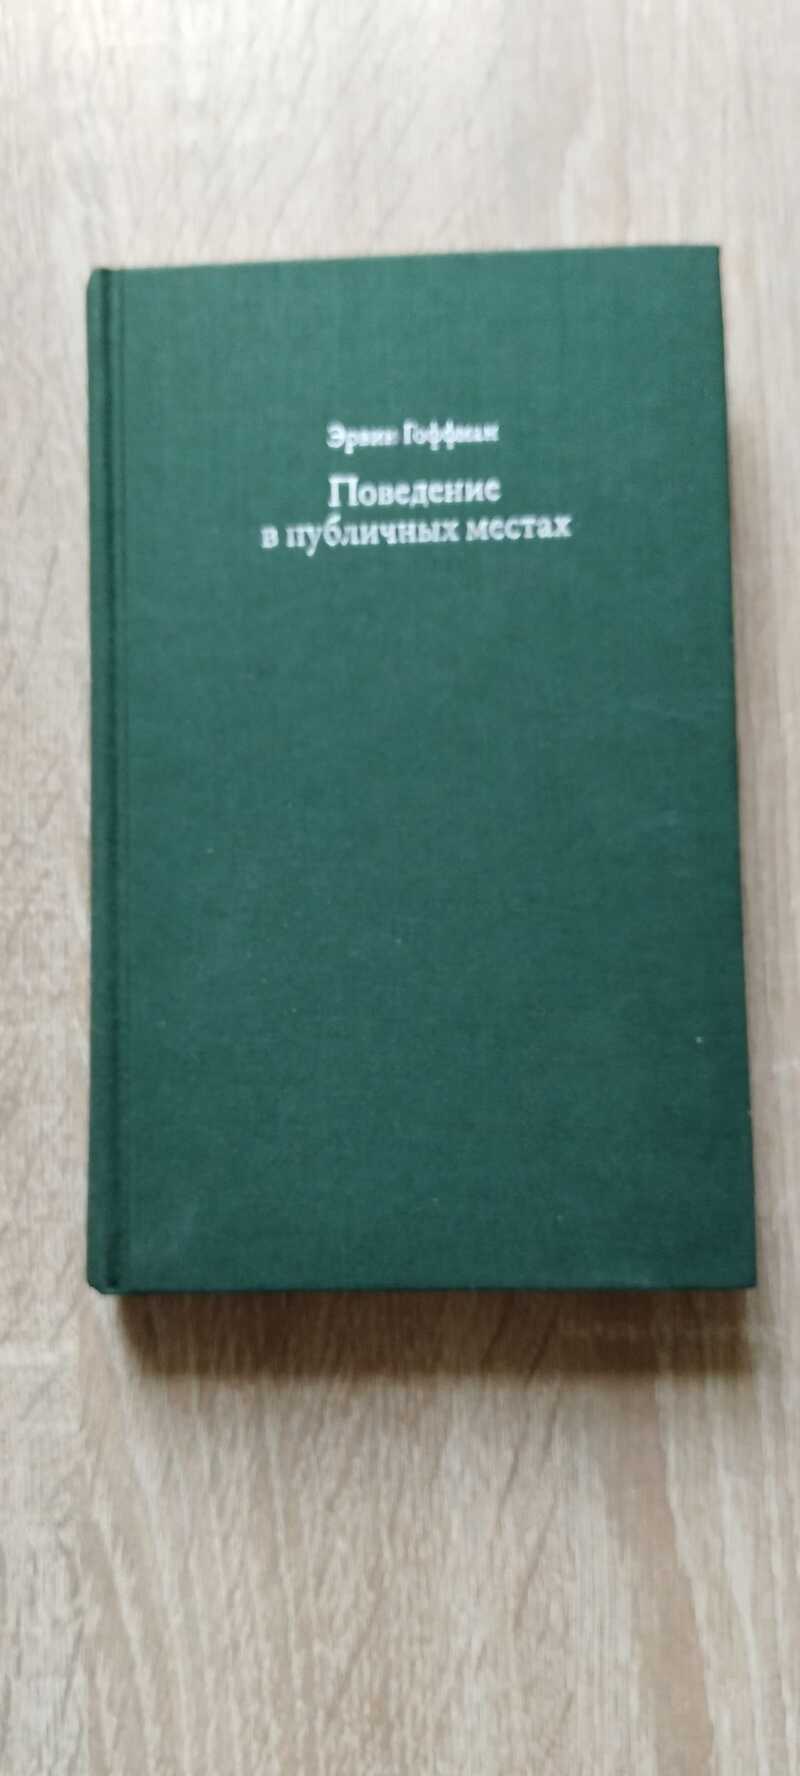 Эрвин Гоффман
Поведение
в публичных местах